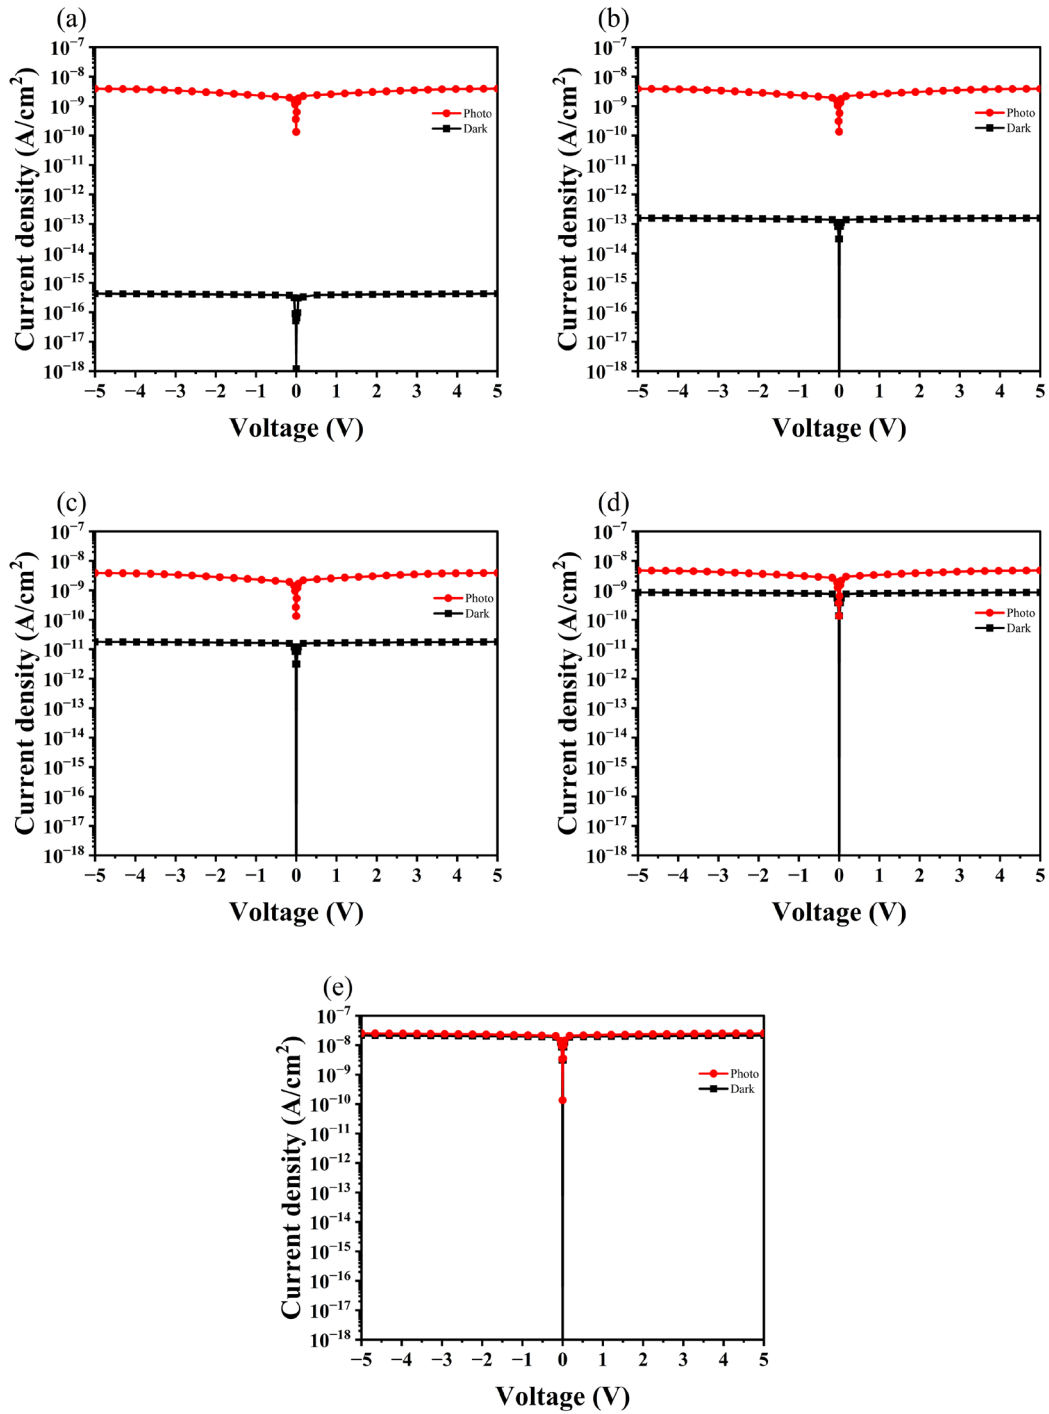 (a)
10⁻⁷
10⁻⁸
10⁻⁹
10⁻¹⁰
10⁻¹¹
10⁻¹²
10⁻¹³
10⁻¹⁴
10⁻¹⁵
10⁻¹⁶
10⁻¹⁷
10⁻¹⁸
Current density (A/cm²)
Photo
Dark
−5 −4 −3 −2 −1 0 1 2 3 4 5
Voltage (V)
(b)
10⁻⁷
10⁻⁸
10⁻⁹
10⁻¹⁰
10⁻¹¹
10⁻¹²
10⁻¹³
10⁻¹⁴
10⁻¹⁵
10⁻¹⁶
10⁻¹⁷
10⁻¹⁸
Current density (A/cm²)
Photo
Dark
−5 −4 −3 −2 −1 0 1 2 3 4 5
Voltage (V)
(c)
10⁻⁷
10⁻⁸
10⁻⁹
10⁻¹⁰
10⁻¹¹
10⁻¹²
10⁻¹³
10⁻¹⁴
10⁻¹⁵
10⁻¹⁶
10⁻¹⁷
10⁻¹⁸
Current density (A/cm²)
Photo
Dark
−5 −4 −3 −2 −1 0 1 2 3 4 5
Voltage (V)
(d)
10⁻⁷
10⁻⁸
10⁻⁹
10⁻¹⁰
10⁻¹¹
10⁻¹²
10⁻¹³
10⁻¹⁴
10⁻¹⁵
10⁻¹⁶
10⁻¹⁷
10⁻¹⁸
Current density (A/cm²)
Photo
Dark
−5 −4 −3 −2 −1 0 1 2 3 4 5
Voltage (V)
(e)
10⁻⁷
10⁻⁸
10⁻⁹
10⁻¹⁰
10⁻¹¹
10⁻¹²
10⁻¹³
10⁻¹⁴
10⁻¹⁵
10⁻¹⁶
10⁻¹⁷
10⁻¹⁸
Current density (A/cm²)
Photo
Dark
−5 −4 −3 −2 −1 0 1 2 3 4 5
Voltage (V)